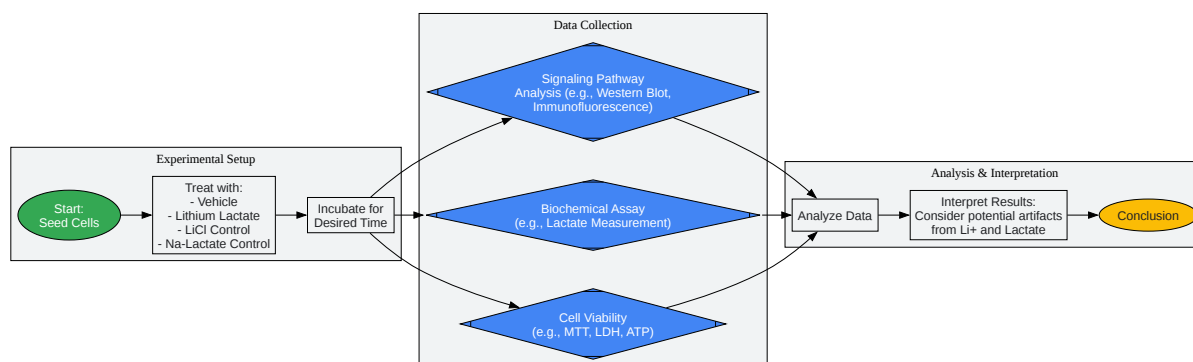 Data Collection
Signaling Pathway
Analysis (e.g., Western Blot,
Immunofluorescence)
Experimental Setup
Start:
Seed Cells
Treat with:
- Vehicle
- Lithium Lactate
- LiCl Control
- Na-Lactate Control
Incubate for
Desired Time
Biochemical Assay
(e.g., Lactate Measurement)
Cell Viability
(e.g., MTT, LDH, ATP)
Analysis & Interpretation
Analyze Data
Interpret Results:
Consider potential artifacts
from Li+ and Lactate
Conclusion